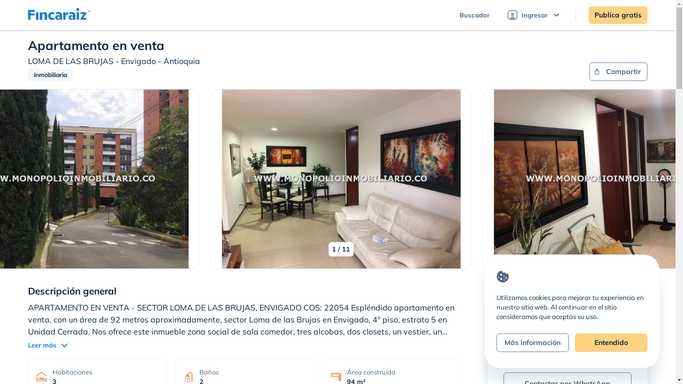 Fincaraiz
Buscador
Ingresar
Publica gratis
Apartamento en venta
LOMA DE LAS BRUJAS - Envigado - Antioquia
Inmobiliaria
Compartir
WWW.MONOPOLIOINMOBILIARIO.CO
WWW.MONOPOLIOINMOBILIARIO.CO
WWW.MONOPOLIOINMOBILIARIO.CO
1 / 11
Descripción general
APARTAMENTO EN VENTA - SECTOR LOMA DE LAS BRUJAS, ENVIGADO COS: 22054 Espléndido apartamento en
venta, con un área de 92 metros aproximadamente, sector Loma de las Brujas en Envigado, 4° piso, estrato 5 en
Unidad Cerrada. Nos ofrece este inmueble zona social de sala comedor, tres alcobas, dos closets, un vestier, un...
Leer más
Utilizamos cookies para mejorar tu experiencia en
nuestro sitio web. Al continuar en el sitio
consideramos que aceptas su uso.
Más información
Entendido
Habitaciones
3
Baños
2
Área construida
94 m²
Contactar por WhatsApp